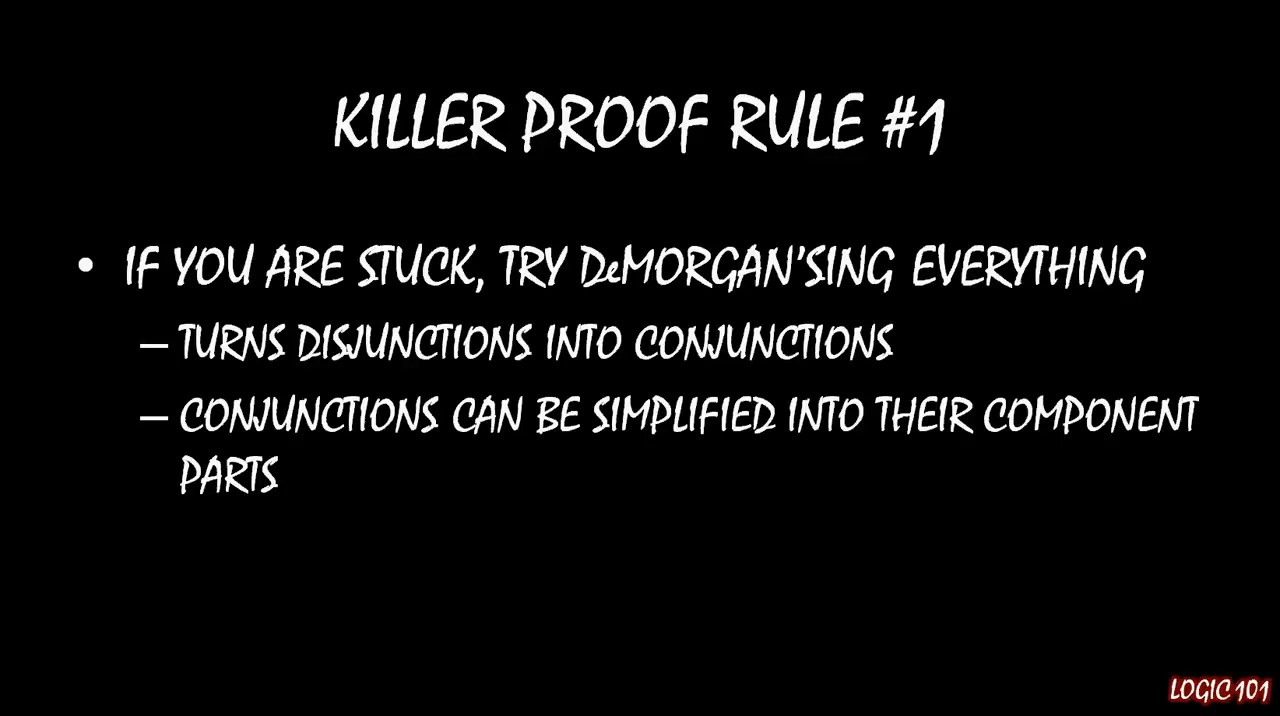 KILLER PROOF RULE #1
• IF YOU ARE STUCK, TRY DeMORGAN'SING EVERYTHING
– TURNS DISJUNCTIONS INTO CONJUNCTIONS
– CONJUNCTIONS CAN BE SIMPLIFIED INTO THEIR COMPONENT
PARTS
LOGIC 101